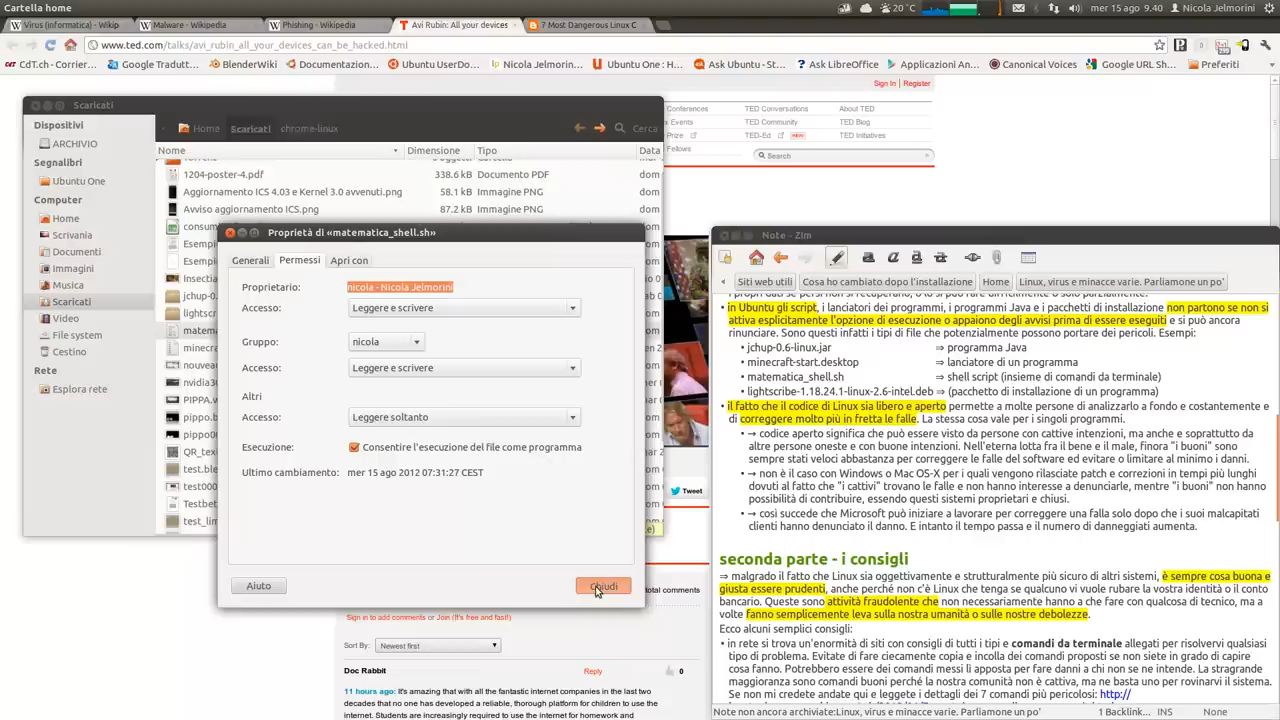 Cartella home
20 °C
mer 15 ago 9.40
Nicola Jelmorini
Virus (informatica) - Wikip
Malware - Wikipedia
Phishing - Wikipedia
Avi Rubin: All your devices
7 Most Dangerous Linux C
www.ted.com/talks/avi_rubin_all_your_devices_can_be_hacked.html
CdT.ch - Corrier...
Google Tradutt...
BlenderWiki
Documentazion...
Ubuntu UserDo...
Nicola Jelmorin...
Ubuntu One : H...
Ask Ubuntu - St...
Ask LibreOffice
Applicazioni An...
Canonical Voices
Google URL Sh...
Preferiti
Sign In | Register
Conferences
TED Conversations
About TED
Events
TED Community
TED Blog
Prize
TED-Ed
NEW
TED Initiatives
Fellows
Search
Scaricati
Dispositivi
ARCHIVIO
Segnalibri
Ubuntu One
Computer
Home
Scrivania
Documenti
Immagini
Musica
Scaricati
Video
File system
Cestino
Rete
Esplora rete
Home
Scaricati
chrome-linux
Cerca
Nome
Dimensione
Tipo
Data
1204-poster-4.pdf
338.6 kB
Documento PDF
dom
Aggiornamento ICS 4.03 e Kernel 3.0 avvenuti.png
58.1 kB
Immagine PNG
dom
Avviso aggiornamento ICS.png
87.2 kB
Immagine PNG
dom
consu
Esempi
Esemp
Insectia
jchup-0.
lightscr
matema
minecra
nouvea
nvidia3
PIPPA.w
pippo.b
pippo0
QR_tex
test.ble
test000
Testbet
test_lim
Proprietà di «matematica_shell.sh»
Generali
Permessi
Apri con
Proprietario:
nicola - Nicola Jelmorini
Accesso:
Leggere e scrivere
Gruppo:
nicola
Accesso:
Leggere e scrivere
Altri
Accesso:
Leggere soltanto
Esecuzione:
Consentire l'esecuzione del file come programma
Ultimo cambiamento:
mer 15 ago 2012 07:31:27 CEST
Aiuto
Chiudi
Tweet
total comments
Sign in to add comments or Join (It's free and fast!)
Sort By:
Newest first
Doc Rabbit
Reply
0
11 hours ago: It's amazing that with all the fantastic internet companies in the last two
decades that no one has developed a reliable, thorough platform for children to use the
internet. Students are increasingly required to use the internet for homework and
Note - Zim
Siti web utili
Cosa ho cambiato dopo l'installazione
Home
Linux, virus e minacce varie. Parliamone un po'
• in Ubuntu gli script, i lanciatori dei programmi, i programmi Java e i pacchetti di installazione non partono se non si
attiva esplicitamente l'opzione di esecuzione o appaiono degli avvisi prima di essere eseguiti e si può ancora
rinunciare. Sono questi infatti i tipi di file che potenzialmente possono portare dei pericoli. Esempi:
• jchup-0.6-linux.jar ⇒ programma Java
• minecraft-start.desktop ⇒ lanciatore di un programma
• matematica_shell.sh ⇒ shell script (insieme di comandi da terminale)
• lightscribe-1.18.24.1-linux-2.6-intel.deb ⇒ (pacchetto di installazione di un programma)
• il fatto che il codice di Linux sia libero e aperto permette a molte persone di analizzarlo a fondo e costantemente e
di correggere molto più in fretta le falle. La stessa cosa vale per i singoli programmi.
• → codice aperto significa che può essere visto da persone con cattive intenzioni, ma anche e soprattutto da
altre persone oneste e con buone intenzioni. Nell'eterna lotta fra il bene e il male, finora "i buoni" sono
sempre stati veloci abbastanza per correggere le falle del software ed evitare o limitare al minimo i danni.
• → non è il caso con Windows o Mac OS-X per i quali vengono rilasciate patch e correzioni in tempi più lunghi
dovuti al fatto che "i cattivi" trovano le falle e non hanno interesse a denunciarle, mentre "i buoni" non hanno
possibilità di contribuire, essendo questi sistemi proprietari e chiusi.
• → così succede che Microsoft può iniziare a lavorare per correggere una falla solo dopo che i suoi malcapitati
clienti hanno denunciato il danno. E intanto il tempo passa e il numero di danneggiati aumenta.
seconda parte - i consigli
⇒ malgrado il fatto che Linux sia oggettivamente e strutturalmente più sicuro di altri sistemi, è sempre cosa buona e
giusta essere prudenti, anche perché non c'è Linux che tenga se qualcuno vi vuole rubare la vostra identità o il conto
bancario. Queste sono attività fraudolente che non necessariamente hanno a che fare con qualcosa di tecnico, ma a
volte fanno semplicemente leva sulla nostra umanità o sulle nostre debolezze.
Ecco alcuni semplici consigli:
• in rete si trova un'enormità di siti con consigli di tutti i tipi e comandi da terminale allegati per risolvervi qualsiasi
tipo di problema. Evitate di fare ciecamente copia e incolla dei comandi proposti se non siete in grado di capire
cosa fanno. Potrebbero essere dei comandi messi lì apposta per fare danni a chi non se ne intende. La stragrande
maggioranza sono comandi buoni perché la nostra comunità non è cattiva, ma ne basta uno per rovinarvi il sistema.
Se non mi credete andate qui e leggete i dettagli dei 7 comandi più pericolosi: http://
Note non ancora archiviate:Linux, virus e minacce varie. Parliamone un po'
1 Backlink...
INS
None